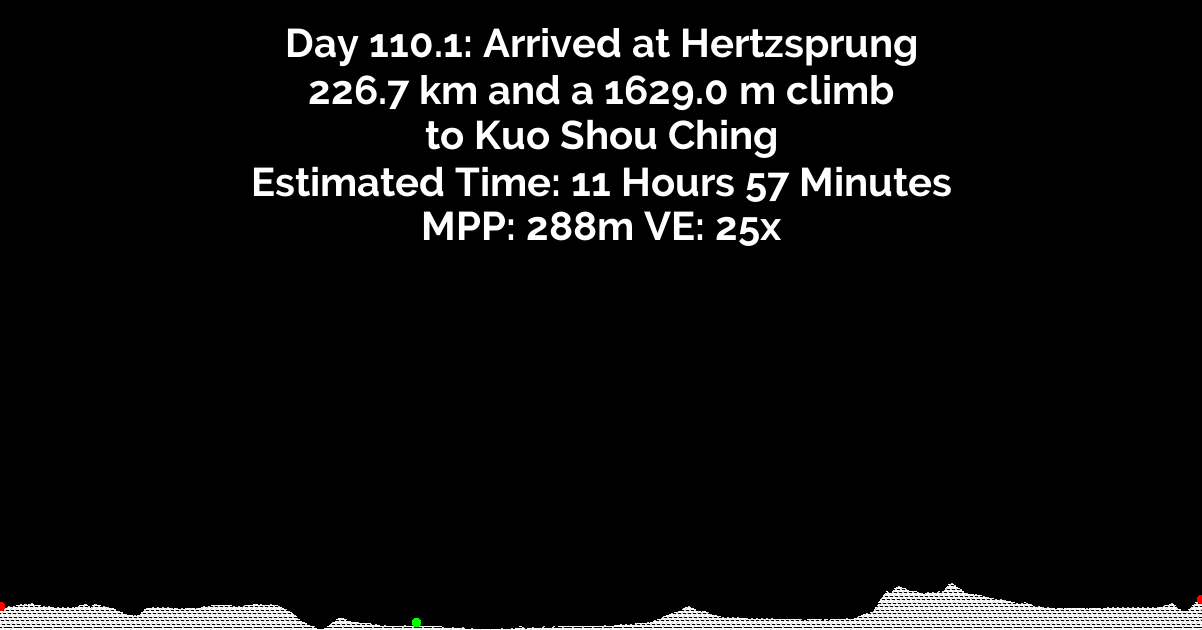 Day 110.1: Arrived at Hertzsprung
226.7 km and a 1629.0 m climb
to Kuo Shou Ching
Estimated Time: 11 Hours 57 Minutes
MPP: 288m VE: 25x